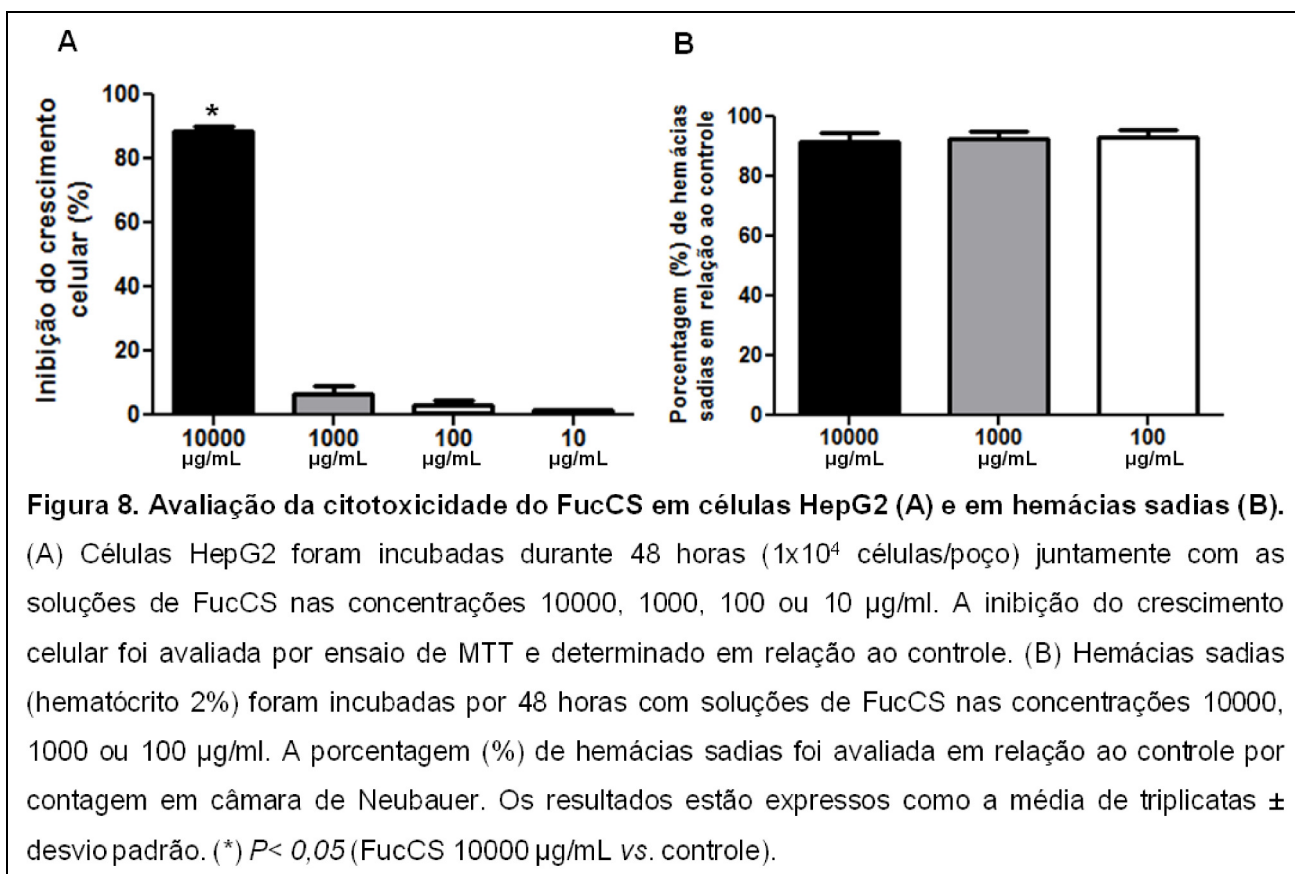 A
B
Inibição do crescimento
celular (%)
100
80
60
40
20
0
*
10000
µg/mL
1000
µg/mL
100
µg/mL
10
µg/mL
Porcentagem (%) de hemácias
sadias em relação ao controle
100
80
60
40
20
0
10000
µg/mL
1000
µg/mL
100
µg/mL
Figura 8. Avaliação da citotoxicidade do FucCS em células HepG2 (A) e em hemácias sadias (B).
(A) Células HepG2 foram incubadas durante 48 horas (1x10⁴ células/poço) juntamente com as
soluções de FucCS nas concentrações 10000, 1000, 100 ou 10 µg/ml. A inibição do crescimento
celular foi avaliada por ensaio de MTT e determinado em relação ao controle. (B) Hemácias sadias
(hematócrito 2%) foram incubadas por 48 horas com soluções de FucCS nas concentrações 10000,
1000 ou 100 µg/ml. A porcentagem (%) de hemácias sadias foi avaliada em relação ao controle por
contagem em câmara de Neubauer. Os resultados estão expressos como a média de triplicatas ±
desvio padrão. (*) P< 0,05 (FucCS 10000 µg/mL vs. controle).